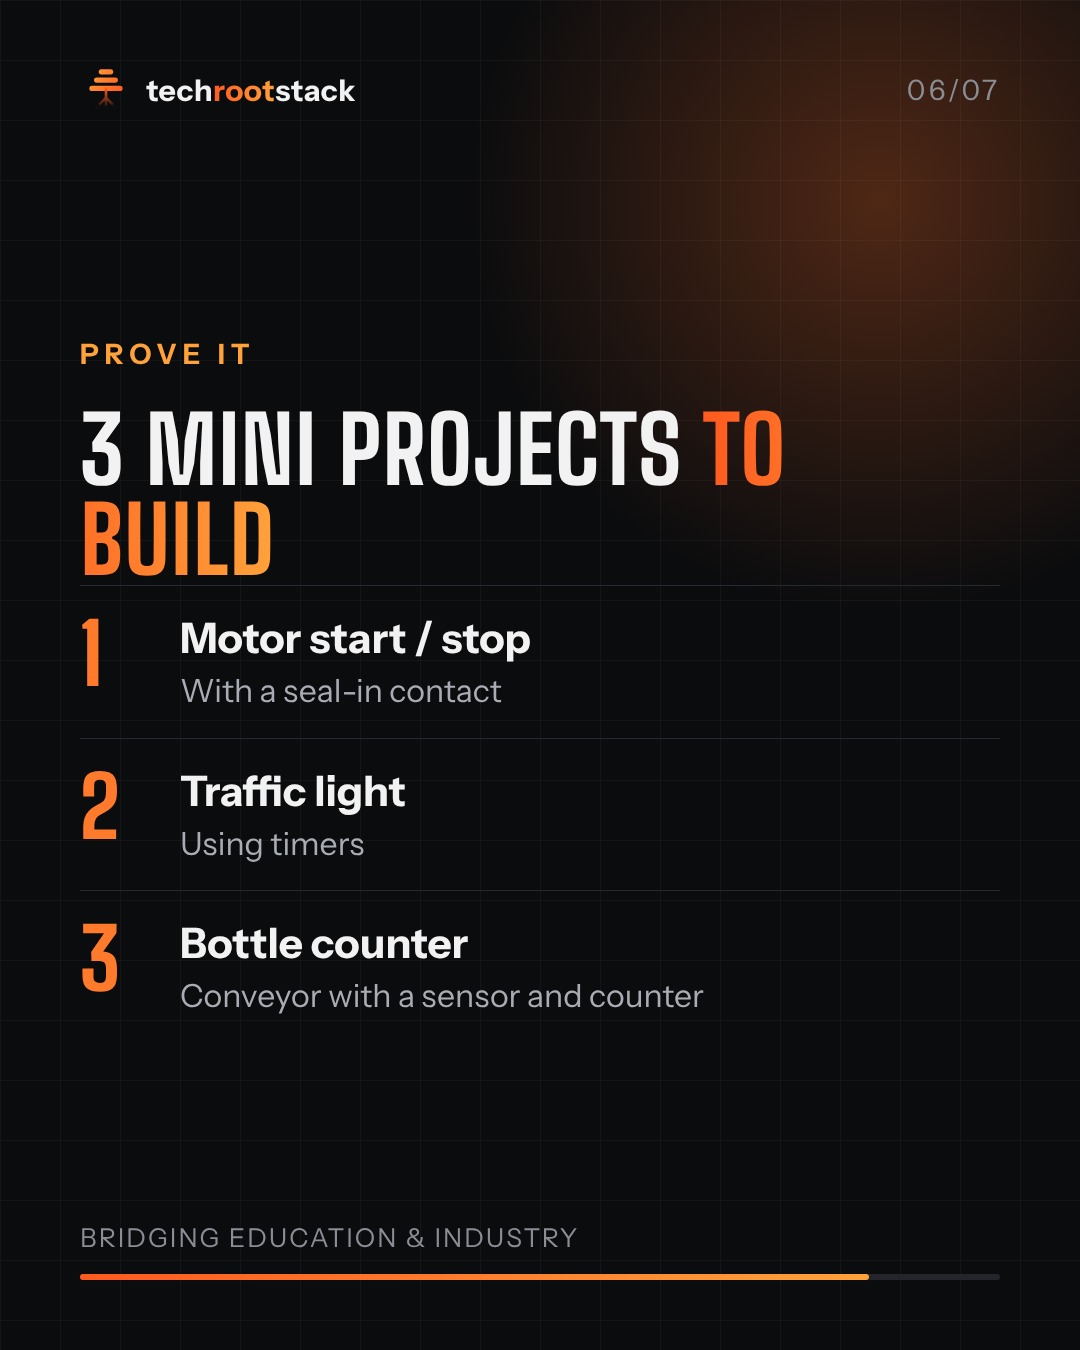 techrootstack
06/07
PROVE IT
3 MINI PROJECTS TO
BUILD
1
Motor start / stop
With a seal-in contact
2
Traffic light
Using timers
3
Bottle counter
Conveyor with a sensor and counter
BRIDGING EDUCATION & INDUSTRY